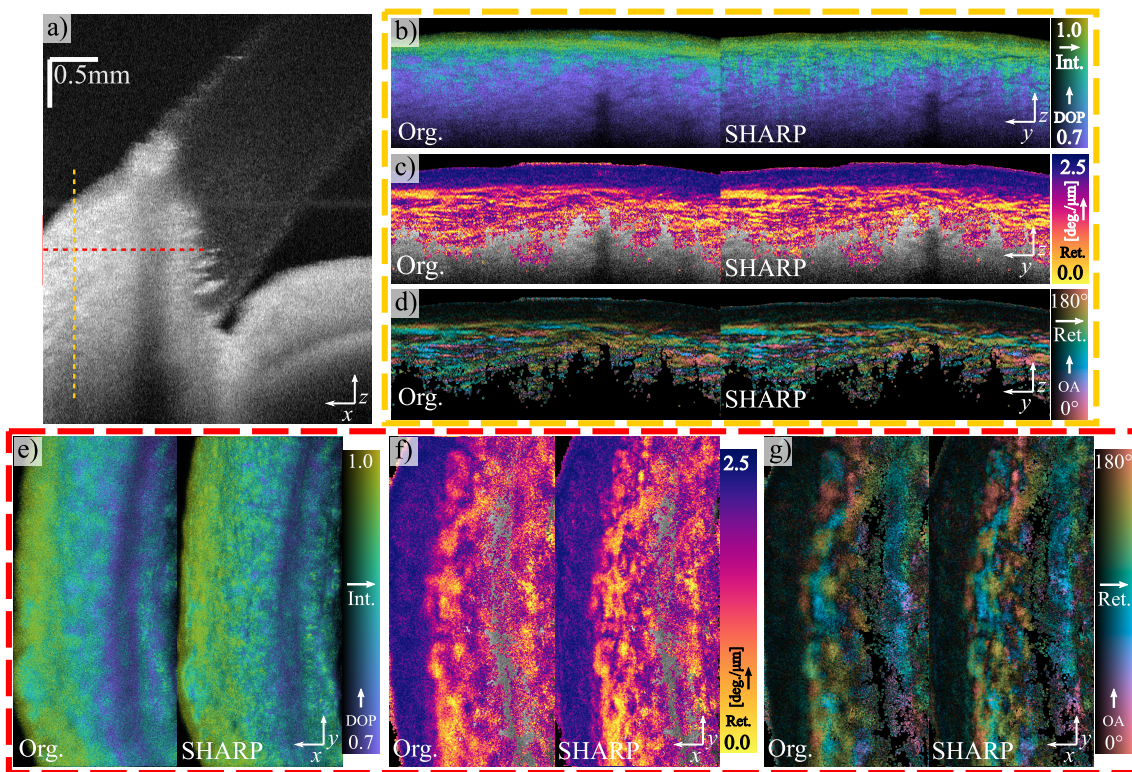 a)
0.5mm
z
x
b)
Org.
SHARP
z
y
1.0
Int.
DOP
0.7
c)
Org.
SHARP
z
y
2.5
[deg./μm]
Ret.
0.0
d)
Org.
SHARP
z
y
180°
Ret.
OA
0°
e)
Org.
SHARP
y
x
1.0
Int.
DOP
0.7
f)
Org.
SHARP
y
x
2.5
[deg./μm]
Ret.
0.0
g)
Org.
SHARP
y
x
180°
Ret.
OA
0°